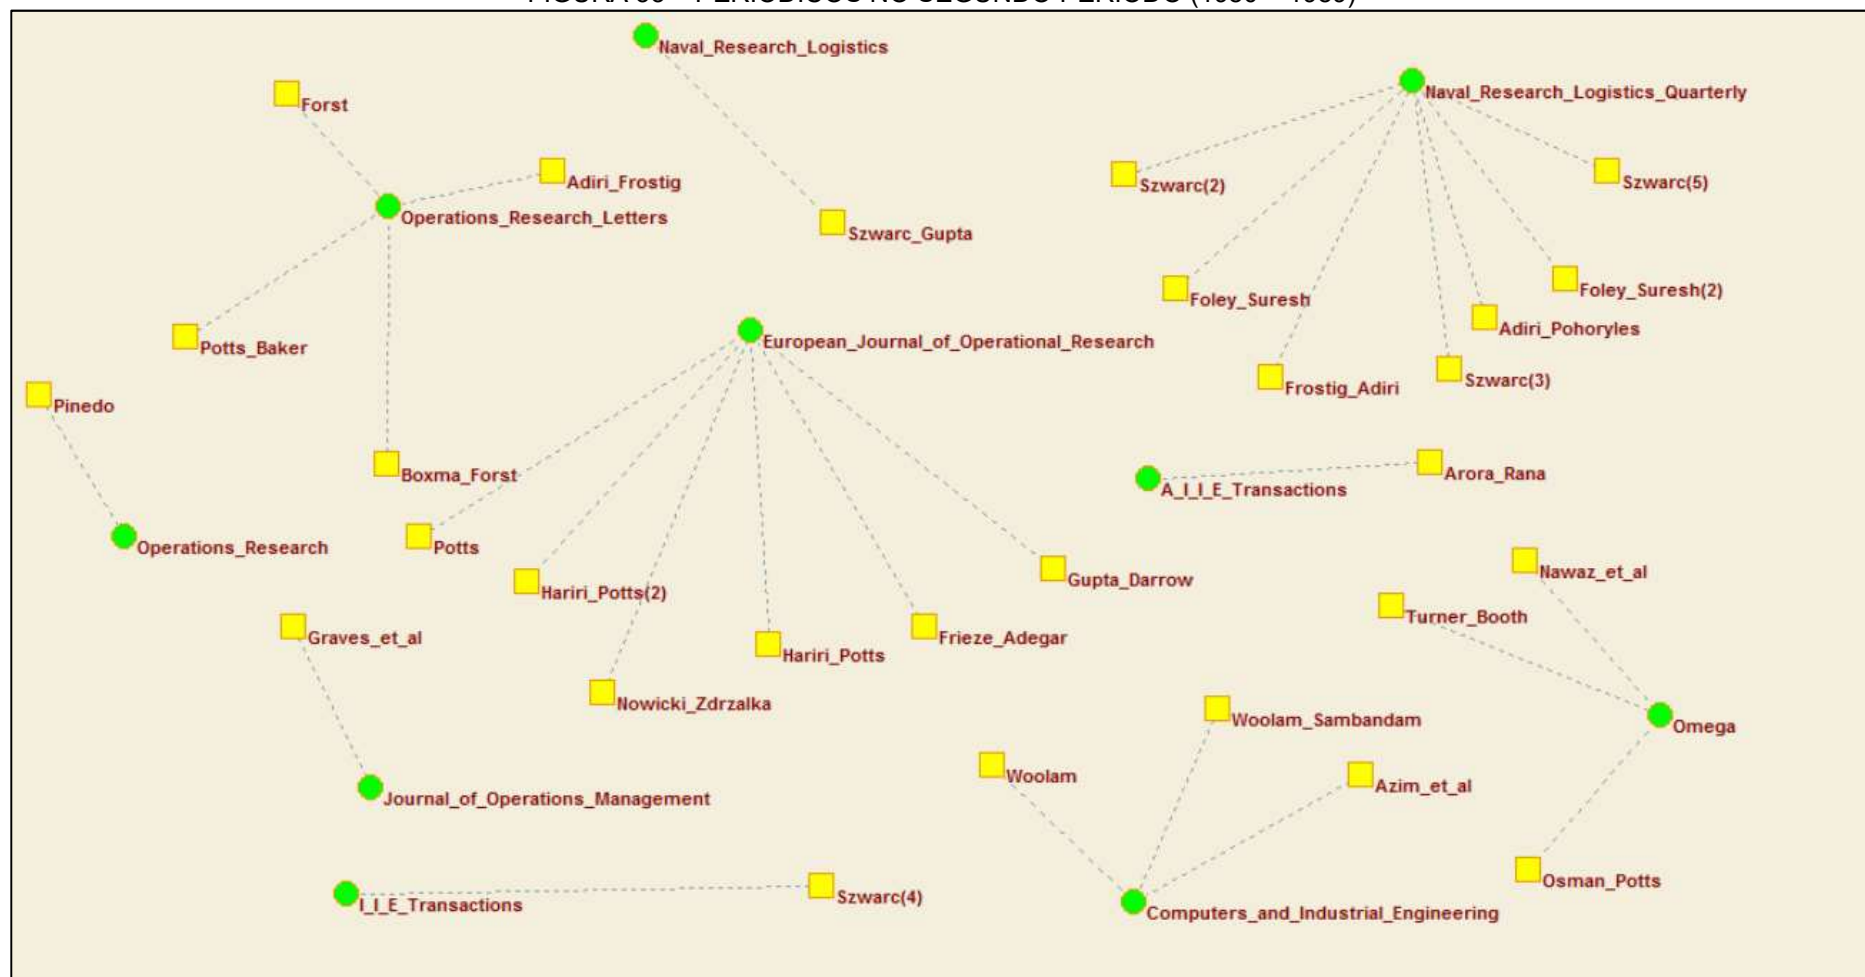 Naval_Research_Logistics
Forst
Naval_Research_Logistics_Quarterly
Adiri_Frostig
Szwarc(2)
Szwarc(5)
Operations_Research_Letters
Szwarc_Gupta
Foley_Suresh
Foley_Suresh(2)
Adiri_Pohoryles
Potts_Baker
European_Journal_of_Operational_Research
Szwarc(3)
Frostig_Adiri
Pinedo
Boxma_Forst
Arora_Rana
A_I_I_E_Transactions
Operations_Research
Potts
Nawaz_et_al
Gupta_Darrow
Hariri_Potts(2)
Turner_Booth
Graves_et_al
Frieze_Adegar
Hariri_Potts
Nowicki_Zdrzalka
Woolam_Sambandam
Omega
Woolam
Azim_et_al
Journal_of_Operations_Management
Osman_Potts
Szwarc(4)
I_I_E_Transactions
Computers_and_Industrial_Engineering